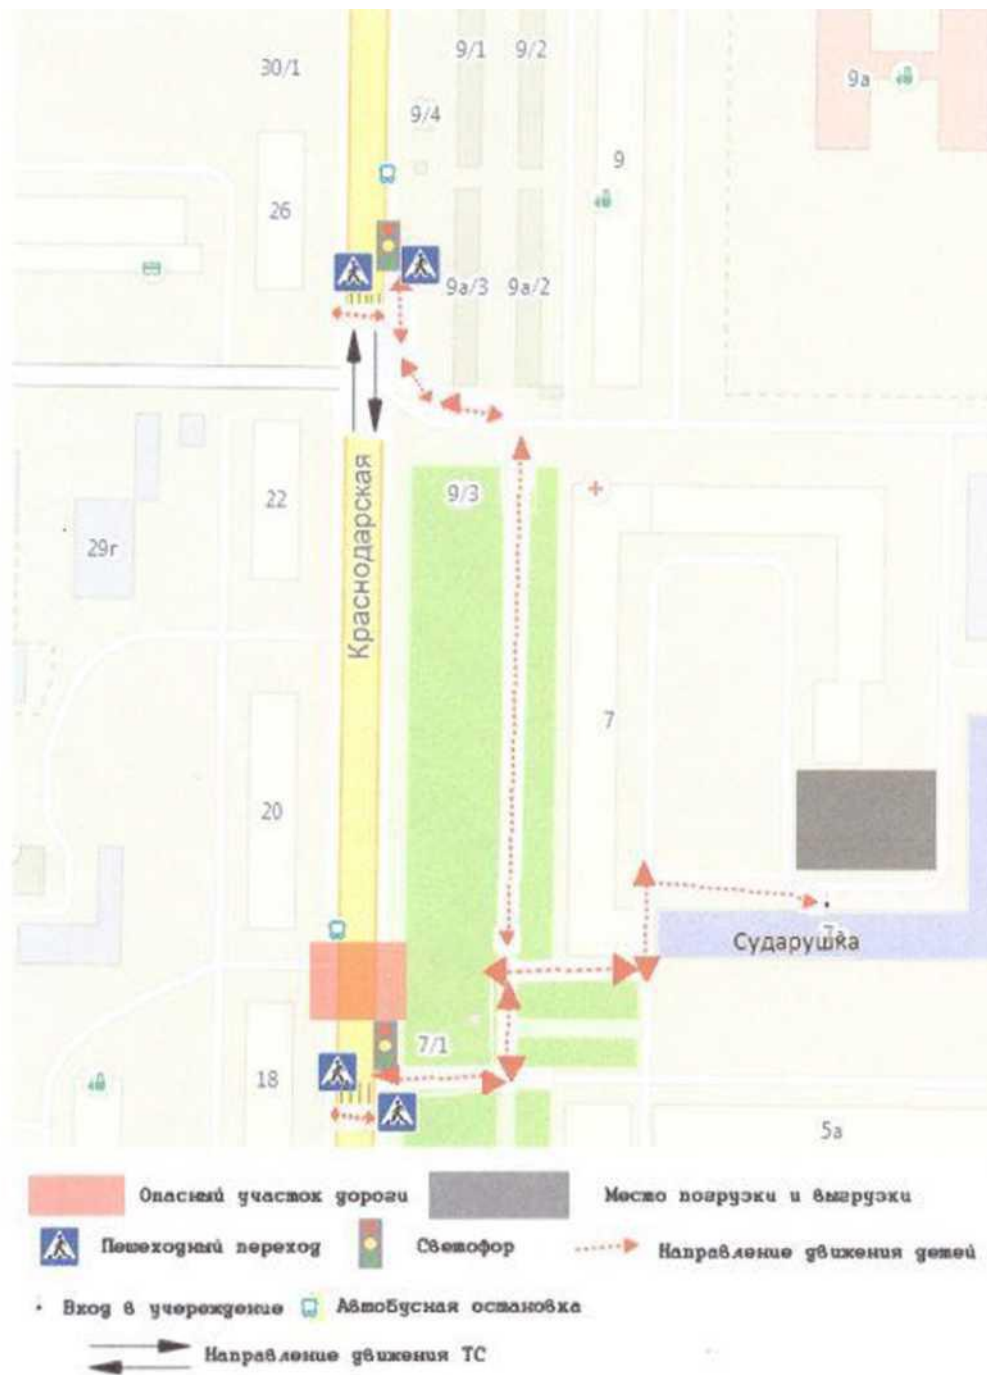 9/1
9/2
30/1
9а
9/4
9
26
9а/3
9а/2
22
9/3
29г
Краснодарская
7
20
Сударушка
7а
7/1
18
5а
Опасный участок дороги
Место погрузки и выгрузки
Пешеходный переход
Светофор
Направление движения детей
Вход в учереждение
Автобусная остановка
Направление движения ТС